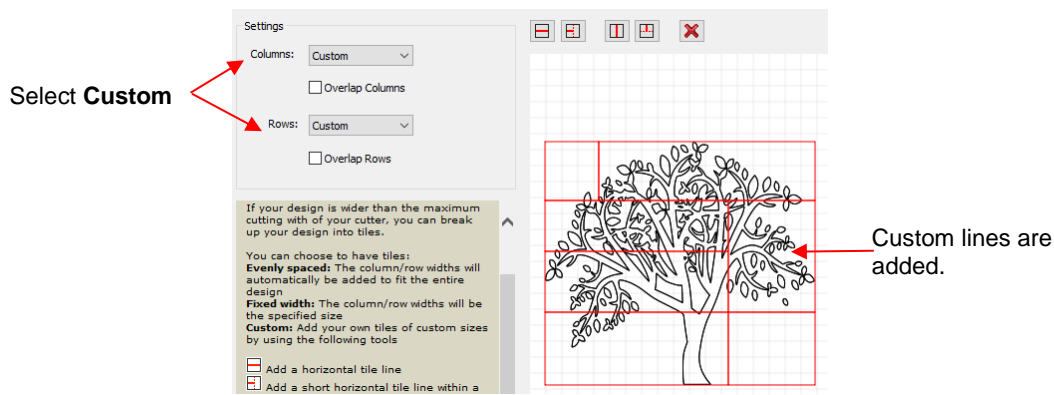 Settings
Columns: Custom
Overlap Columns
Select Custom
Rows: Custom
Overlap Rows
If your design is wider than the maximum
cutting with of your cutter, you can break
up your design into tiles.
You can choose to have tiles:
Evenly spaced: The column/row widths will
automatically be added to fit the entire
design
Fixed width: The column/row widths will be
the specified size
Custom: Add your own tiles of custom sizes
by using the following tools
Add a horizontal tile line
Add a short horizontal tile line within a
Custom lines are
added.